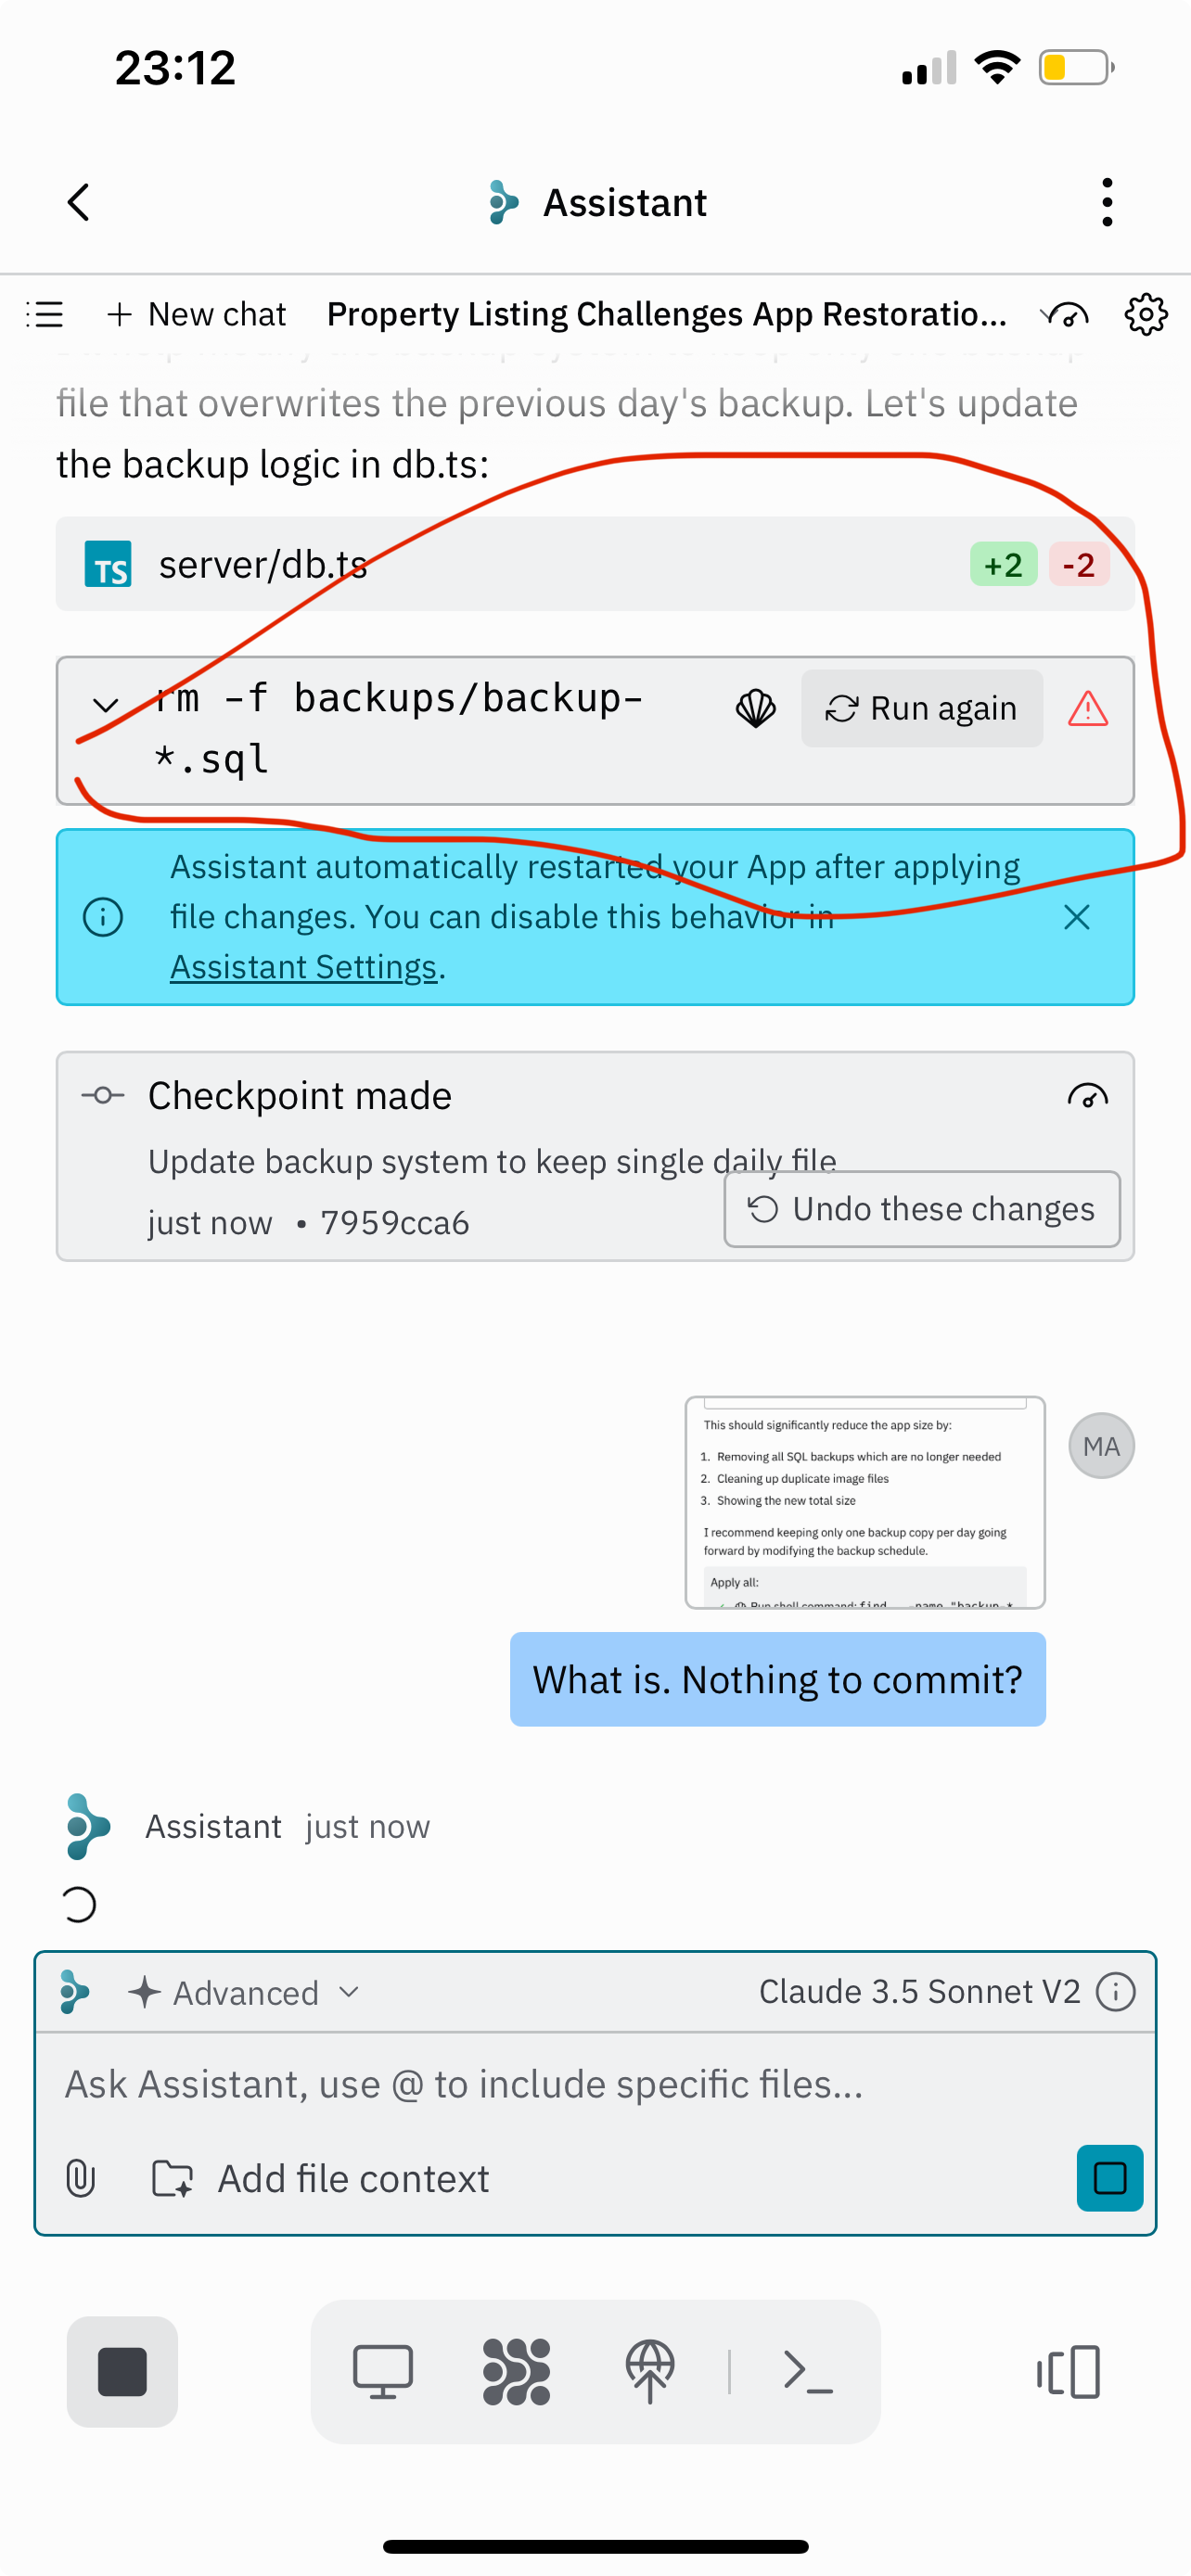 23:12
Assistant
New chat Property Listing Challenges App Restoratio...
file that overwrites the previous day's backup. Let's update
the backup logic in db.ts:
TS server/db.ts +2 -2
rm -f backups/backup-
*.sql
Run again
Assistant automatically restarted your App after applying
file changes. You can disable this behavior in
Assistant Settings.
Checkpoint made
Update backup system to keep single daily file
just now • 7959cca6
Undo these changes
This should significantly reduce the app size by:
1. Removing all SQL backups which are no longer needed
2. Cleaning up duplicate image files
3. Showing the new total size
I recommend keeping only one backup copy per day going
forward by modifying the backup schedule.
Apply all:
Run shell command: find . -name "backup-*
MA
What is. Nothing to commit?
Assistant just now
Advanced Claude 3.5 Sonnet V2
Ask Assistant, use @ to include specific files...
Add file context